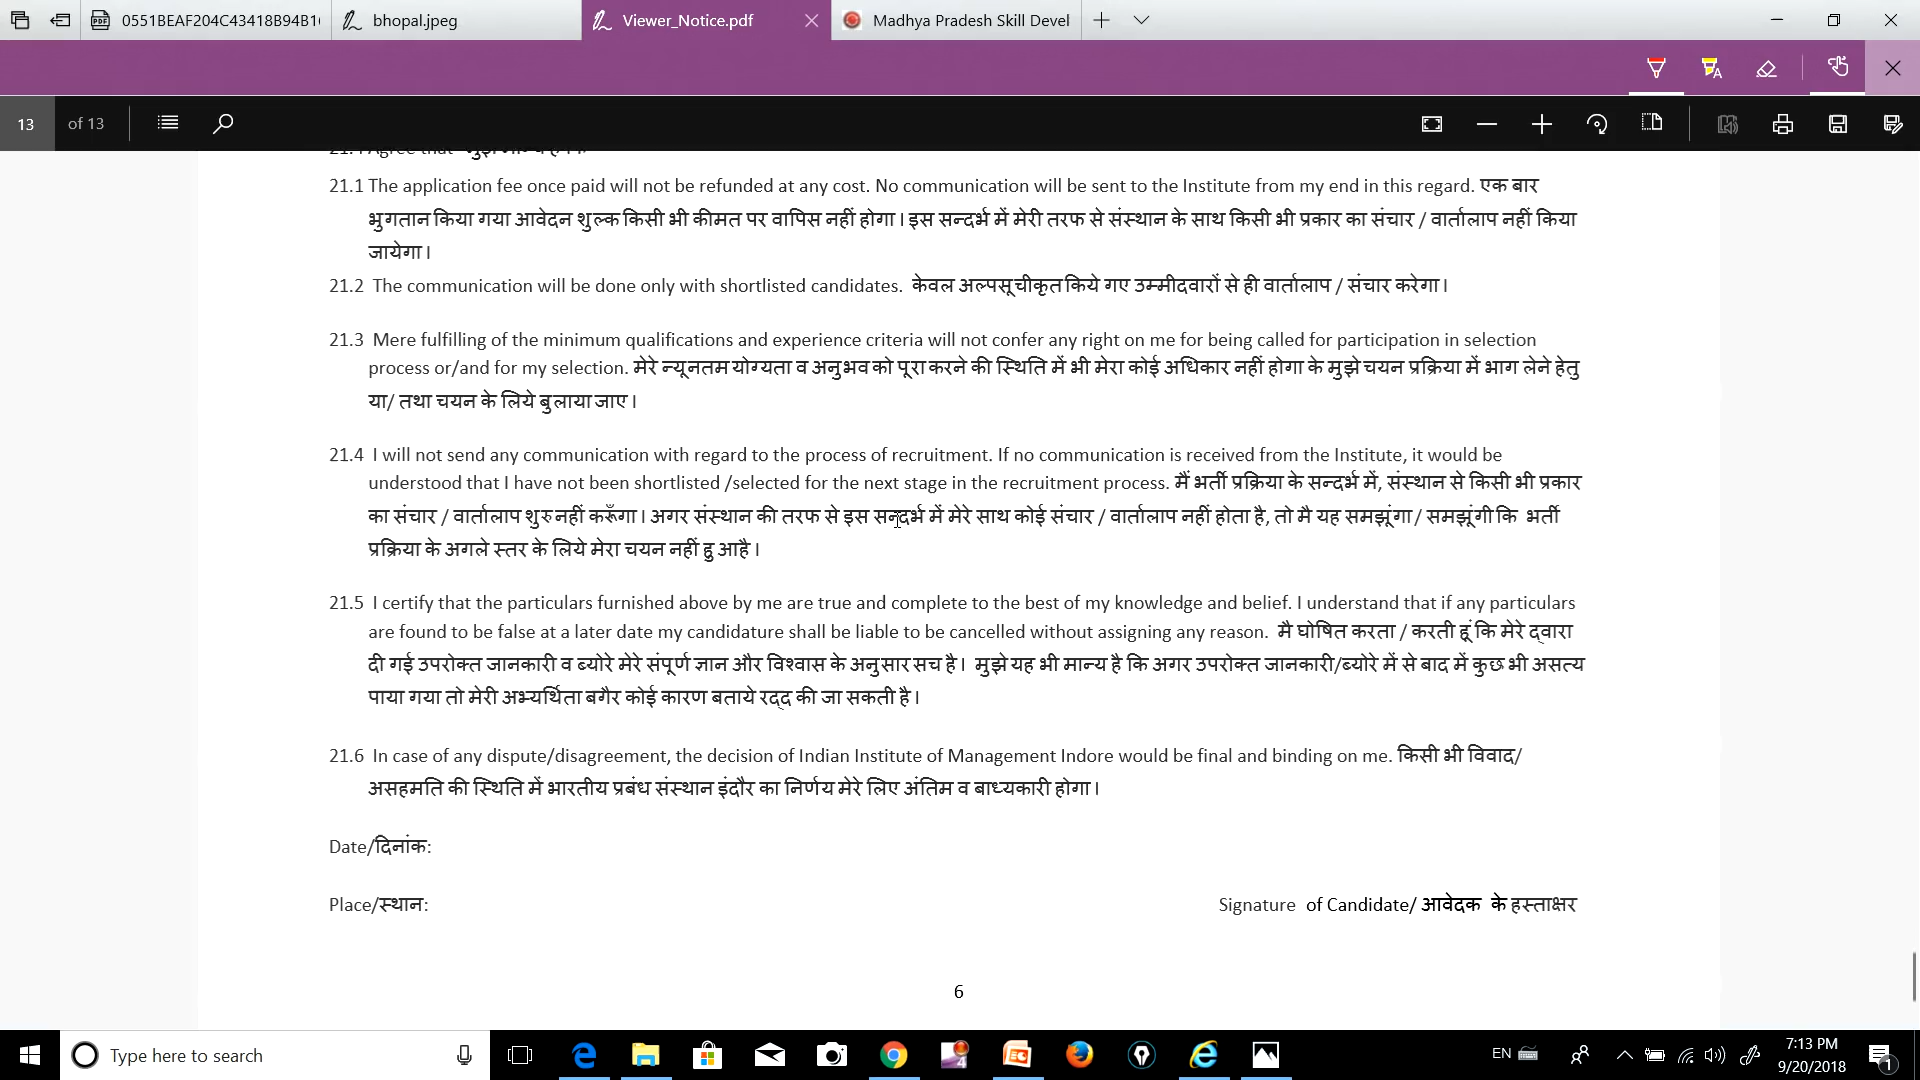 0551BEAF204C43418B94B1
bhopal.jpeg
Viewer_Notice.pdf
Madhya Pradesh Skill Devel
13 of 13
21.1 The application fee once paid will not be refunded at any cost. No communication will be sent to the Institute from my end in this regard. एक बार
भुगतान किया गया आवेदन शुल्क किसी भी कीमत पर वापिस नहीं होगा । इस सन्दर्भ में मेरी तरफ से संस्थान के साथ किसी भी प्रकार का संचार / वार्तालाप नहीं किया
जायेगा ।
21.2 The communication will be done only with shortlisted candidates. केवल अल्पसूचीकृत किये गए उम्मीदवारों से ही वार्तालाप / संचार करेगा ।
21.3 Mere fulfilling of the minimum qualifications and experience criteria will not confer any right on me for being called for participation in selection
process or/and for my selection. मेरे न्यूनतम योग्यता व अनुभव को पूरा करने की स्थिति में भी मेरा कोई अधिकार नहीं होगा के मुझे चयन प्रक्रिया में भाग लेने हेतु
या/ तथा चयन के लिये बुलाया जाए ।
21.4 I will not send any communication with regard to the process of recruitment. If no communication is received from the Institute, it would be
understood that I have not been shortlisted /selected for the next stage in the recruitment process. मैं भर्ती प्रक्रिया के सन्दर्भ में, संस्थान से किसी भी प्रकार
का संचार / वार्तालाप शुरु नहीं करूँगा । अगर संस्थान की तरफ से इस सन्दर्भ में मेरे साथ कोई संचार / वार्तालाप नहीं होता है, तो मै यह समझूंगा / समझूंगी कि भर्ती
प्रक्रिया के अगले स्तर के लिये मेरा चयन नहीं हु आहै ।
21.5 I certify that the particulars furnished above by me are true and complete to the best of my knowledge and belief. I understand that if any particulars
are found to be false at a later date my candidature shall be liable to be cancelled without assigning any reason. मै घोषित करता / करती हूं कि मेरे द्वारा
दी गई उपरोक्त जानकारी व ब्योरे मेरे संपूर्ण ज्ञान और विश्वास के अनुसार सच है । मुझे यह भी मान्य है कि अगर उपरोक्त जानकारी/ब्योरे में से बाद में कुछ भी असत्य
पाया गया तो मेरी अभ्यर्थिता बगैर कोई कारण बताये रद्द की जा सकती है ।
21.6 In case of any dispute/disagreement, the decision of Indian Institute of Management Indore would be final and binding on me. किसी भी विवाद/
असहमति की स्थिति में भारतीय प्रबंध संस्थान इंदौर का निर्णय मेरे लिए अंतिम व बाध्यकारी होगा ।
Date/दिनांक:
Place/स्थान:
Signature of Candidate/ आवेदक के हस्ताक्षर
6
Type here to search
EN
7:13 PM
9/20/2018